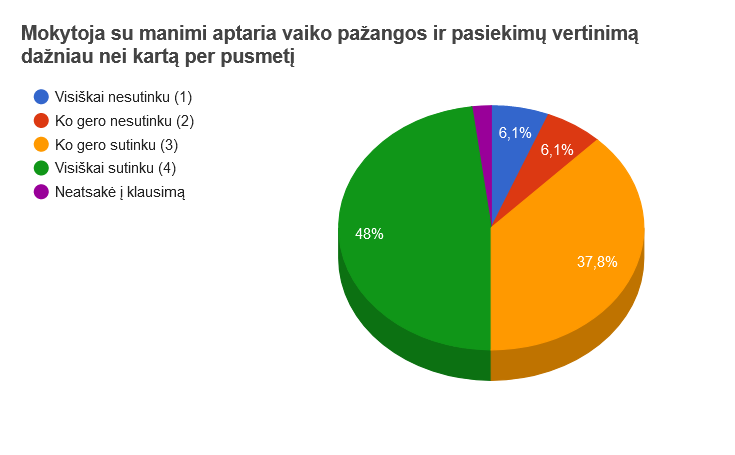 Mokytoja su manimi aptaria vaiko pažangos ir pasiekimų vertinimą
dažniau nei kartą per pusmetį
Visiškai nesutinku (1)
Ko gero nesutinku (2)
Ko gero sutinku (3)
Visiškai sutinku (4)
Neatsakė į klausimą
6,1%
6,1%
48%
37,8%